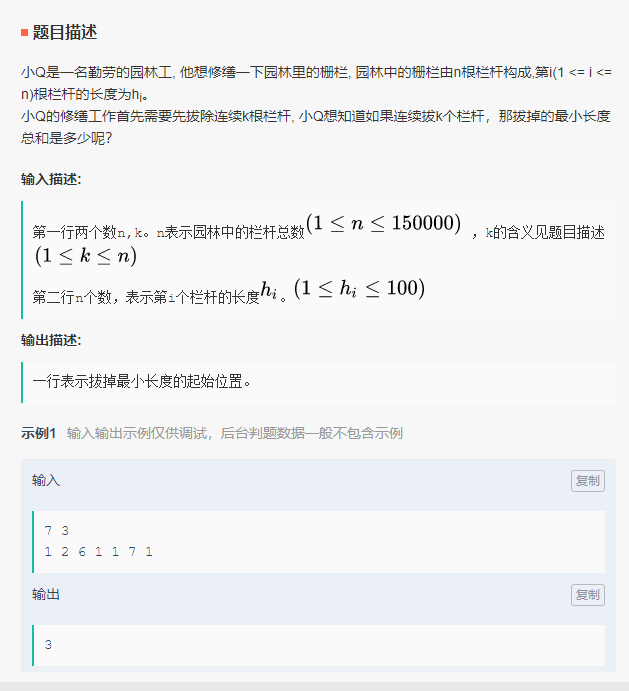 题目描述
小Q是一名勤劳的园林工, 他想修缮一下园林里的栅栏, 园林中的栅栏由n根栏杆构成,第i(1 <= i <=
n)根栏杆的长度为hi。
小Q的修缮工作首先需要先拔除连续k根栏杆, 小Q想知道如果连续拔k个栏杆，那拔掉的最小长度
总和是多少呢?
输入描述:
第一行两个数n,k。n表示园林中的栏杆总数(1 ≤ n ≤ 150000) ，k的含义见题目描述
(1 ≤ k ≤ n)
第二行n个数，表示第i个栏杆的长度hi。(1 ≤ hi ≤ 100)
输出描述:
一行表示拔掉最小长度的起始位置。
示例1 输入输出示例仅供调试，后台判题数据一般不包含示例
输入 复制
7 3
1 2 6 1 1 7 1
输出 复制
3